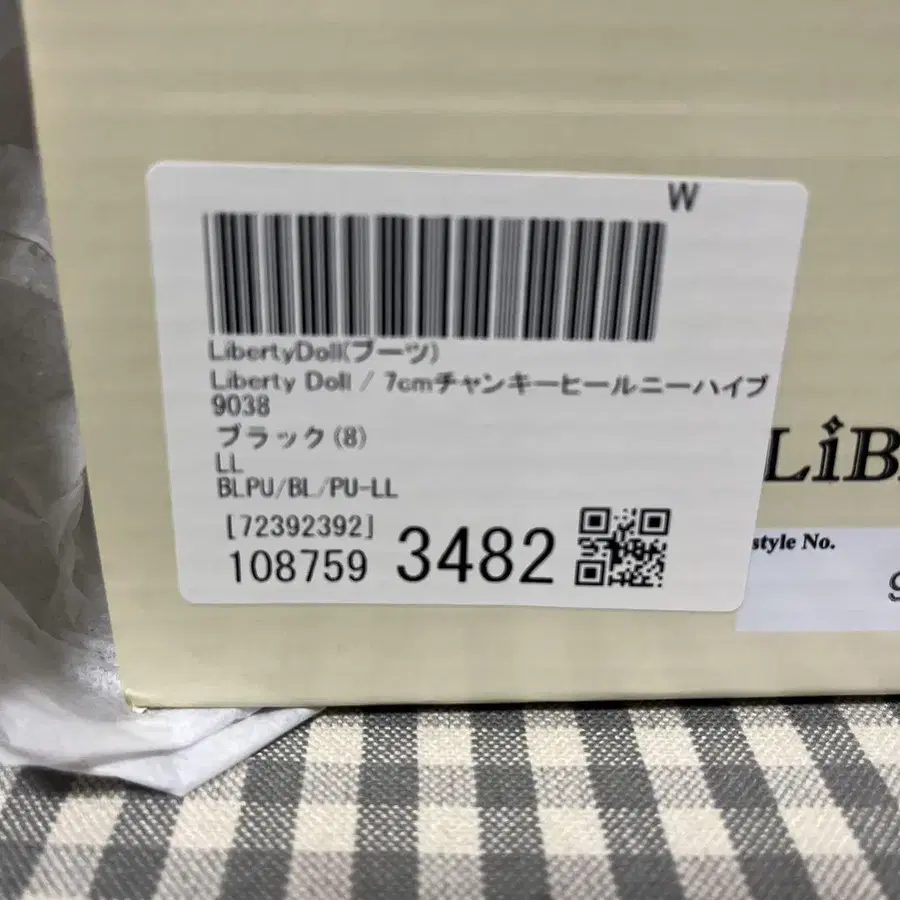 W
LibertyDoll(ブーツ)
Liberty Doll / 7cmチャンキーヒールニーハイブ
9038
ブラック(8)
LL
BLPU/BL/PU-LL
[72392392]
108759 3482
LiB
style No.
9